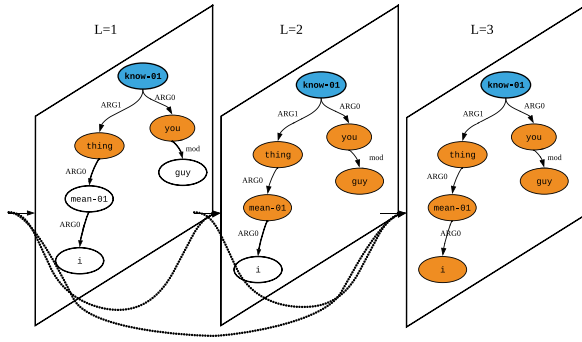 L=1
L=2
L=3
know-01
know-01
know-01
ARG1
ARG0
ARG1
ARG0
ARG1
ARG0
you
you
you
thing
thing
thing
mod
mod
mod
guy
guy
guy
ARG0
ARG0
ARG0
mean-01
mean-01
mean-01
ARG0
ARG0
ARG0
i
i
i